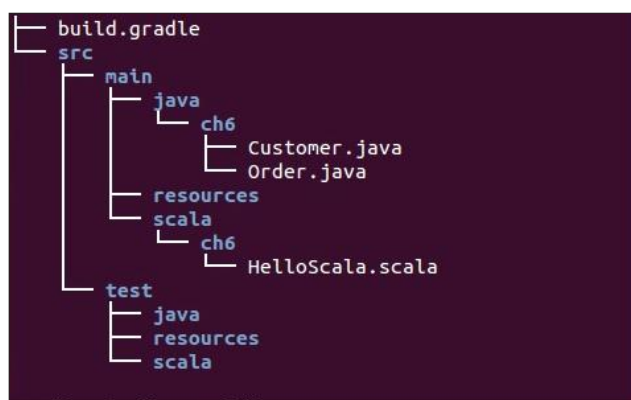 build.gradle
src
main
java
ch6
Customer.java
Order.java
resources
scala
ch6
HelloScala.scala
test
java
resources
scala